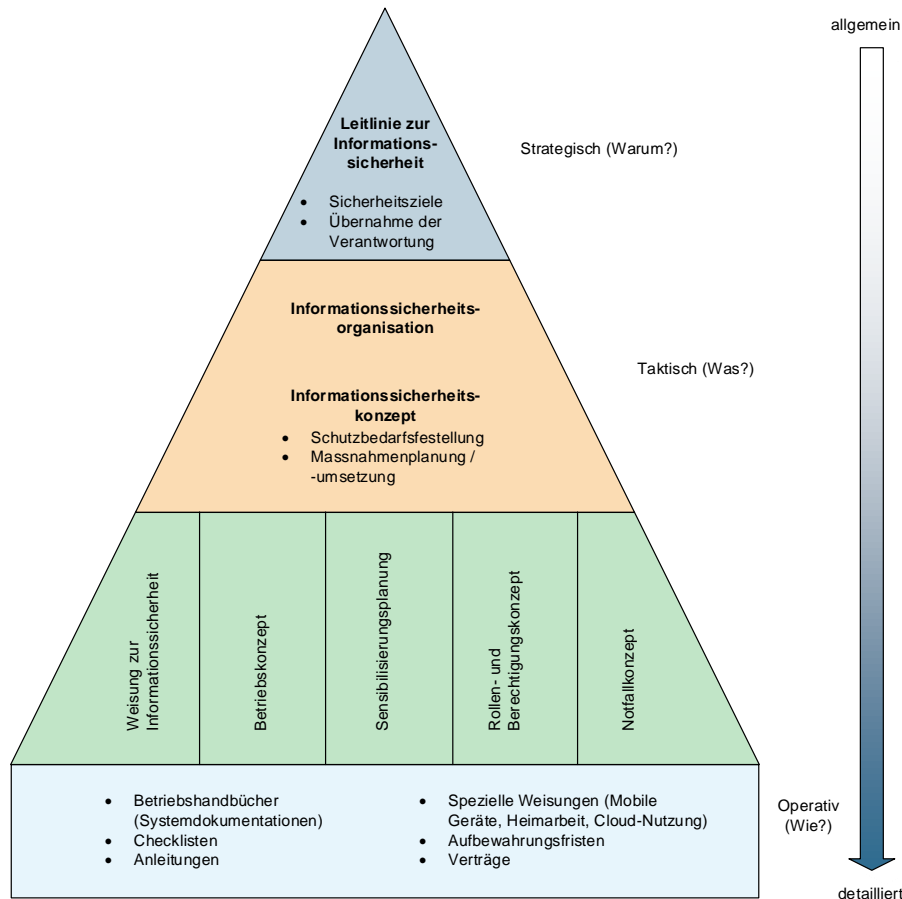 allgemein
Leitlinie zur
Informations-
sicherheit
Strategisch (Warum?)
• Sicherheitsziele
• Übernahme der
Verantwortung
Informationssicherheits-
organisation
Taktisch (Was?)
Informationssicherheits-
konzept
• Schutzbedarfsfestellung
• Massnahmenplanung /
-umsetzung
Weisung zur
Informationssicherheit
Betriebskonzept
Sensibilisierungsplanung
Rollen- und
Berechtigungskonzept
Notfallkonzept
• Betriebshandbücher
(Systemdokumentationen)
• Checklisten
• Anleitungen
• Spezielle Weisungen (Mobile
Geräte, Heimarbeit, Cloud-Nutzung)
• Aufbewahrungsfristen
• Verträge
Operativ
(Wie?)
detailliert